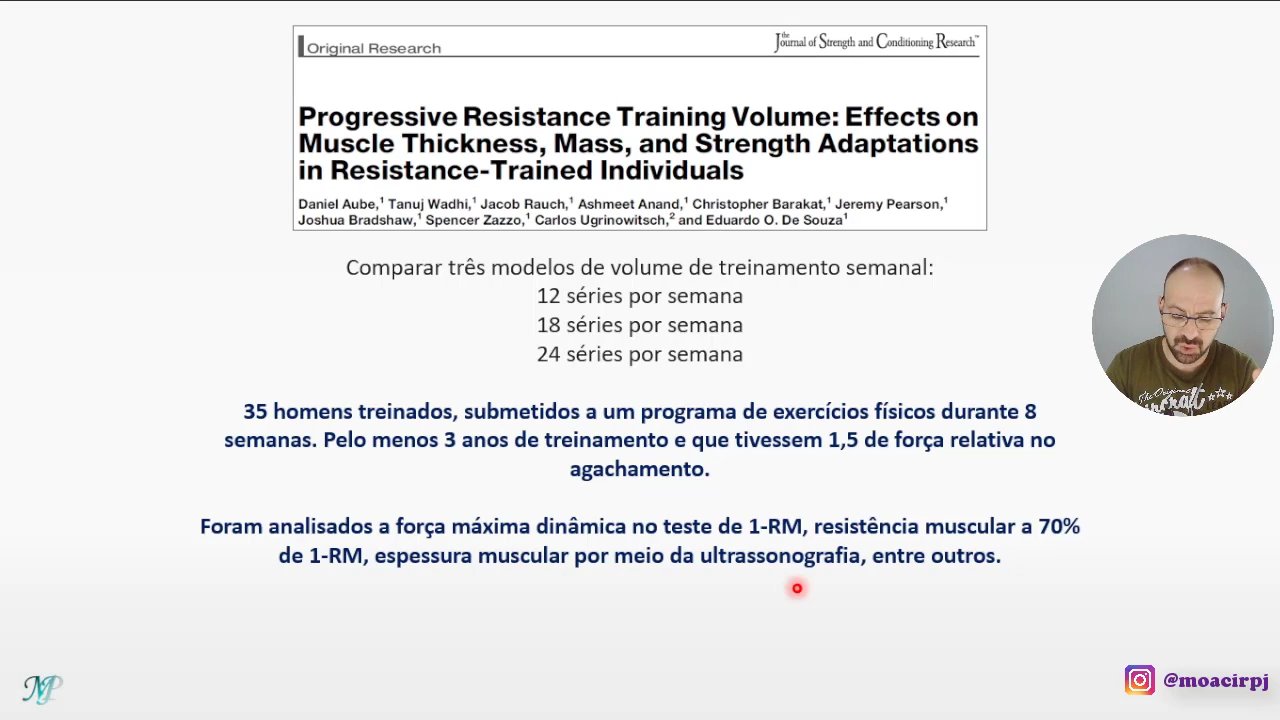 Original Research
the Journal of Strength and Conditioning Research™
Progressive Resistance Training Volume: Effects on
Muscle Thickness, Mass, and Strength Adaptations
in Resistance-Trained Individuals
Daniel Aube,¹ Tanuj Wadhi,¹ Jacob Rauch,¹ Ashmeet Anand,¹ Christopher Barakat,¹ Jeremy Pearson,¹
Joshua Bradshaw,¹ Spencer Zazzo,¹ Carlos Ugrinowitsch,² and Eduardo O. De Souza¹
Comparar três modelos de volume de treinamento semanal:
12 séries por semana
18 séries por semana
24 séries por semana
35 homens treinados, submetidos a um programa de exercícios físicos durante 8
semanas. Pelo menos 3 anos de treinamento e que tivessem 1,5 de força relativa no
agachamento.
Foram analisados a força máxima dinâmica no teste de 1-RM, resistência muscular a 70%
de 1-RM, espessura muscular por meio da ultrassonografia, entre outros.
The Original
MP
@moacirpj